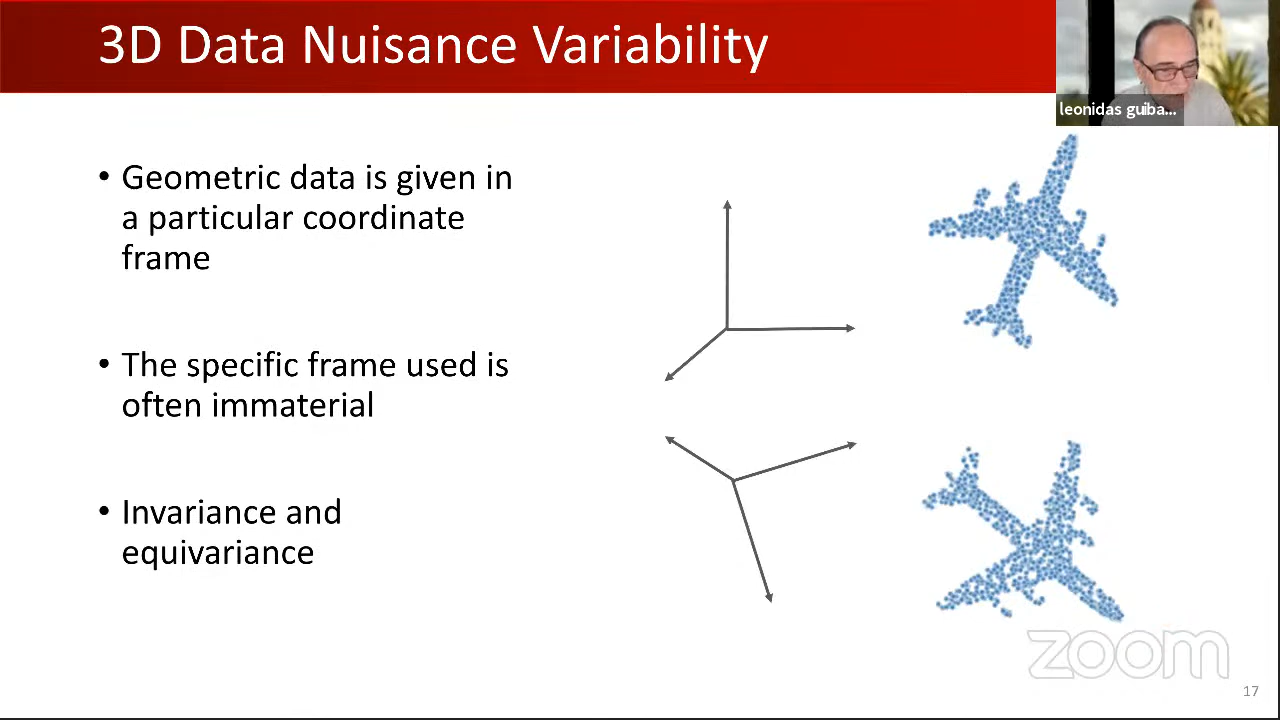 3D Data Nuisance Variability
leonidas guiba...
• Geometric data is given in
a particular coordinate
frame
• The specific frame used is
often immaterial
• Invariance and
equivariance
zoom
17